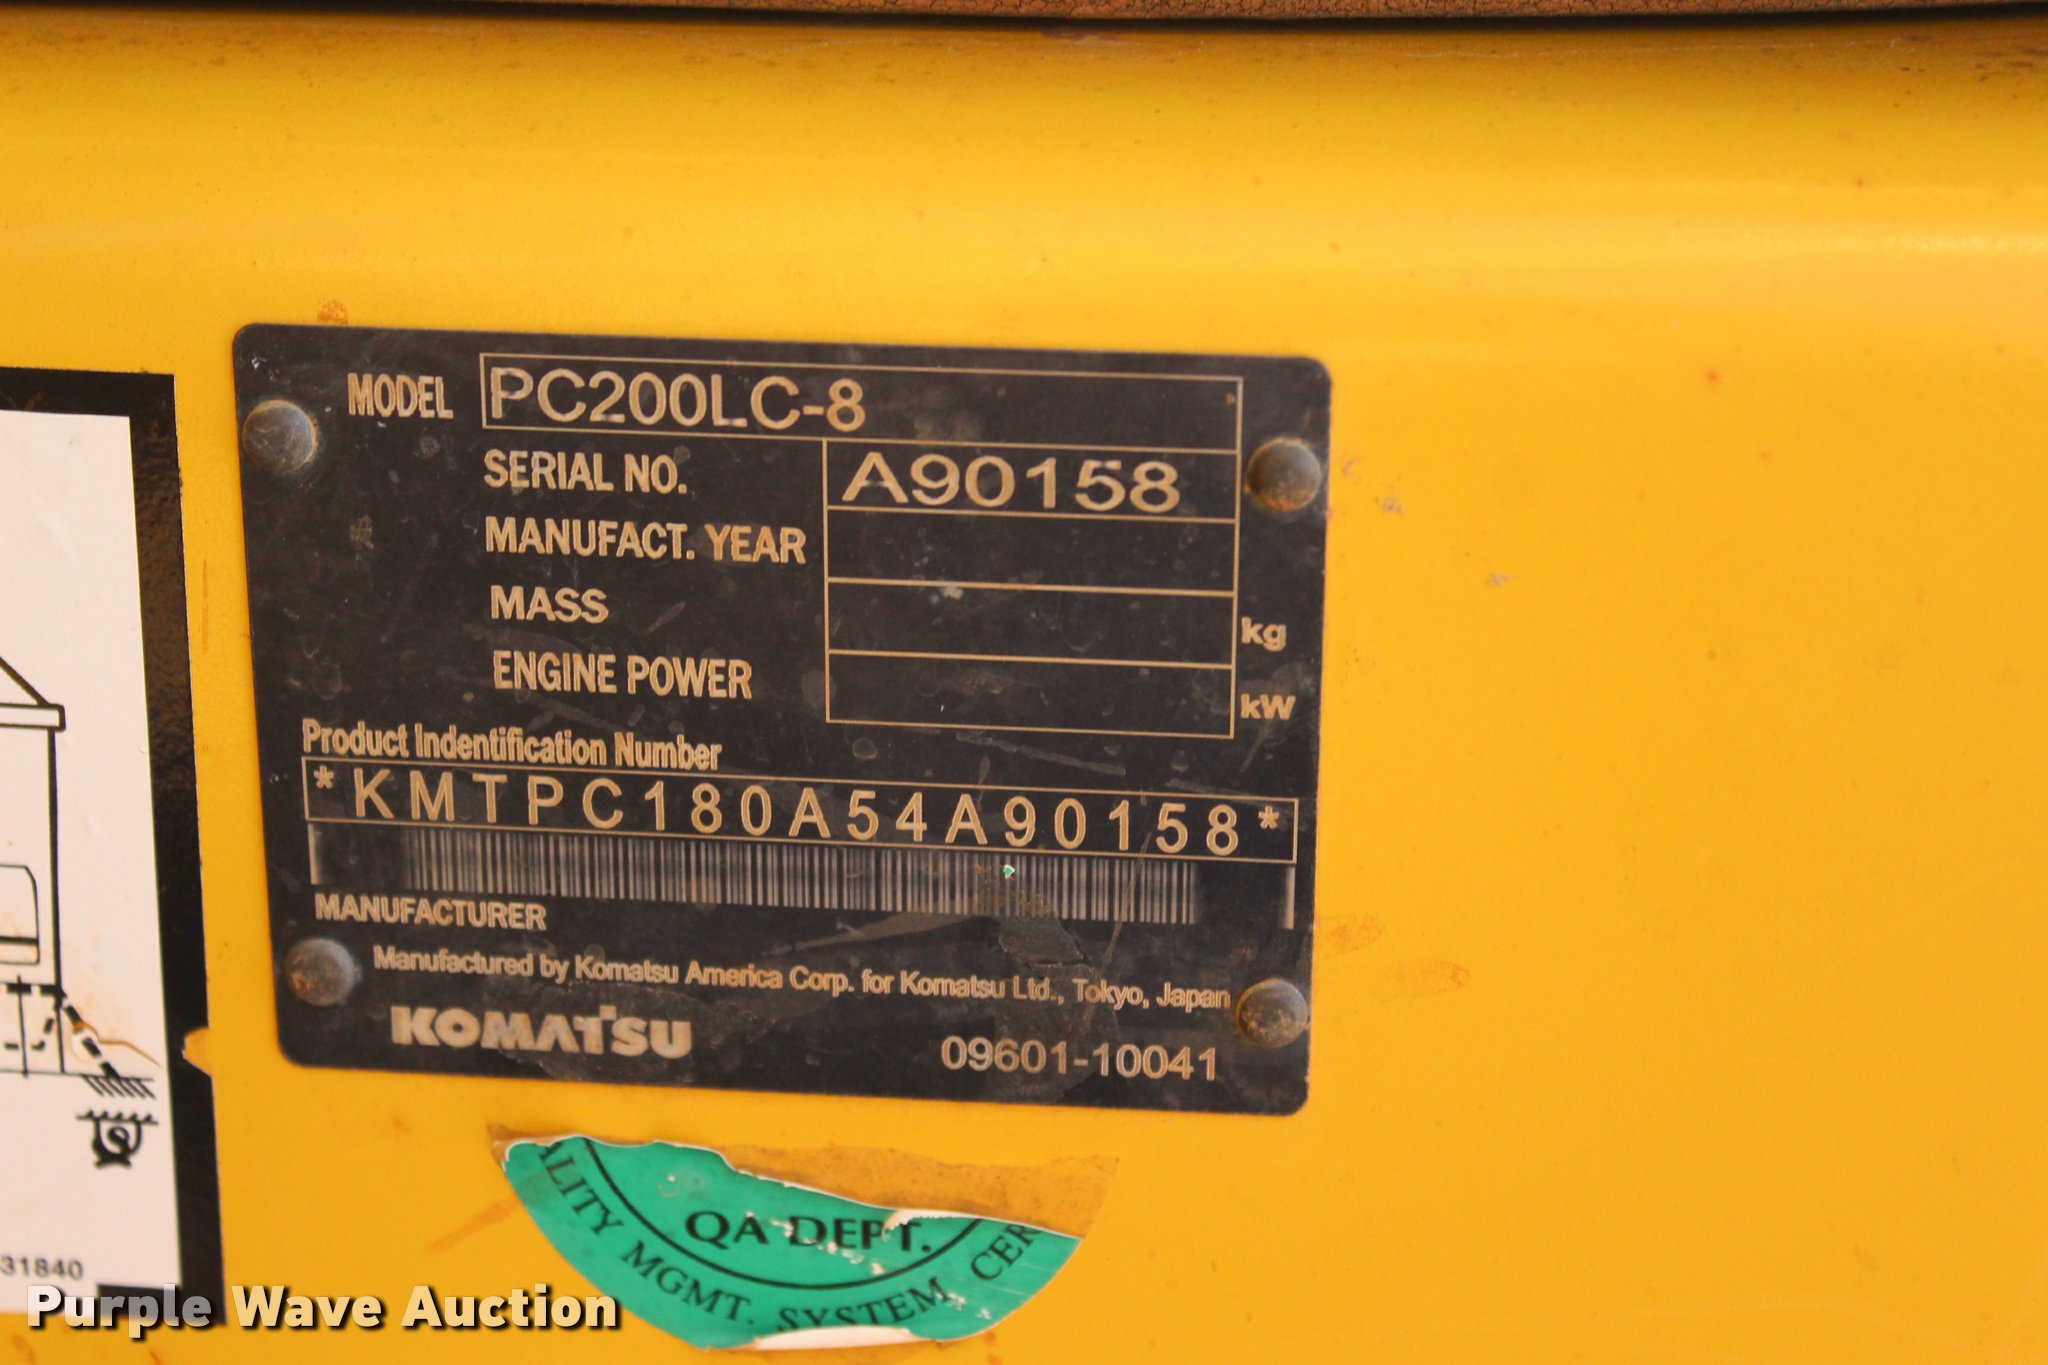 MODEL PC200LC-8
SERIAL NO. A90158
MANUFACT. YEAR
MASS kg
ENGINE POWER kW
Product Indentification Number
*KMTPC180A54A90158*
MANUFACTURER
Manufactured by Komatsu America Corp. for Komatsu Ltd., Tokyo, Japan
KOMATSU 09601-10041
QA DEPT.
ALITY MGMT. SYSTEM CER
31840
Purple Wave Auction